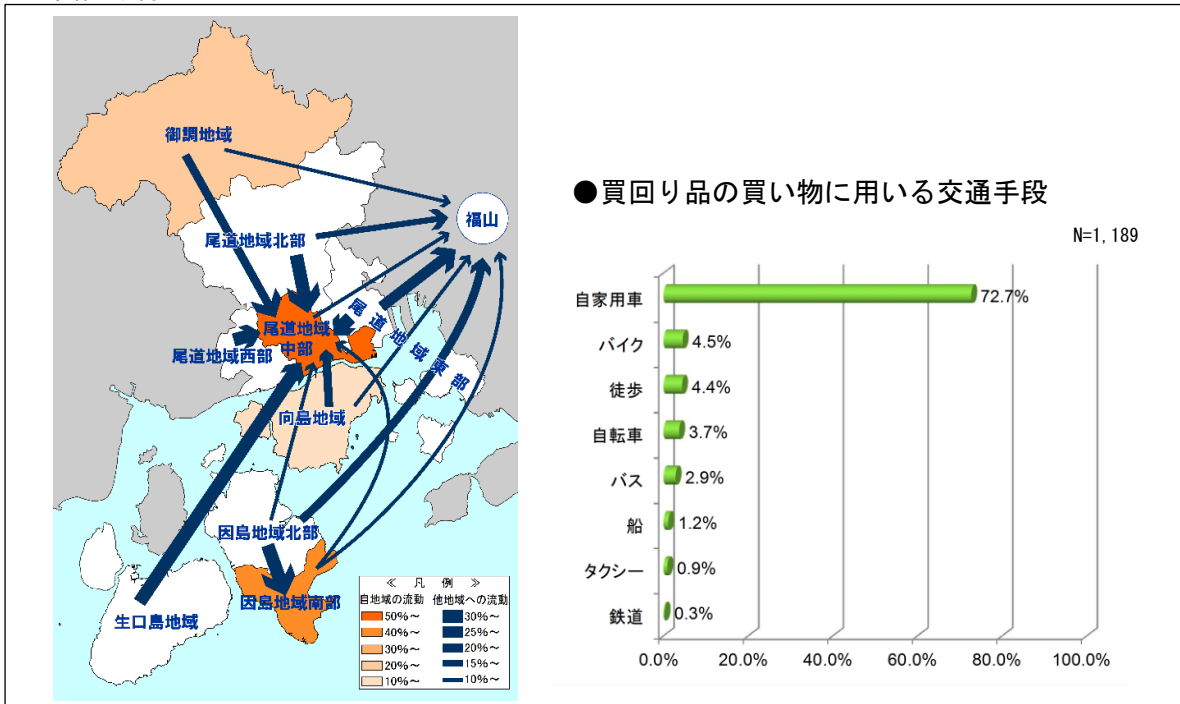 御調地域
福山
尾道地域北部
尾道地域東部
尾道地域
中部
尾道地域西部
向島地域
因島地域北部
因島地域南部
生口島地域
≪ 凡 例 ≫
自地域の流動 他地域への流動
50%～ 30%～
40%～ 25%～
30%～ 20%～
20%～ 15%～
10%～ 10%～
●買回り品の買い物に用いる交通手段
N=1,189
自家用車 72.7%
バイク 4.5%
徒歩 4.4%
自転車 3.7%
バス 2.9%
船 1.2%
タクシー 0.9%
鉄道 0.3%
0.0% 20.0% 40.0% 60.0% 80.0% 100.0%